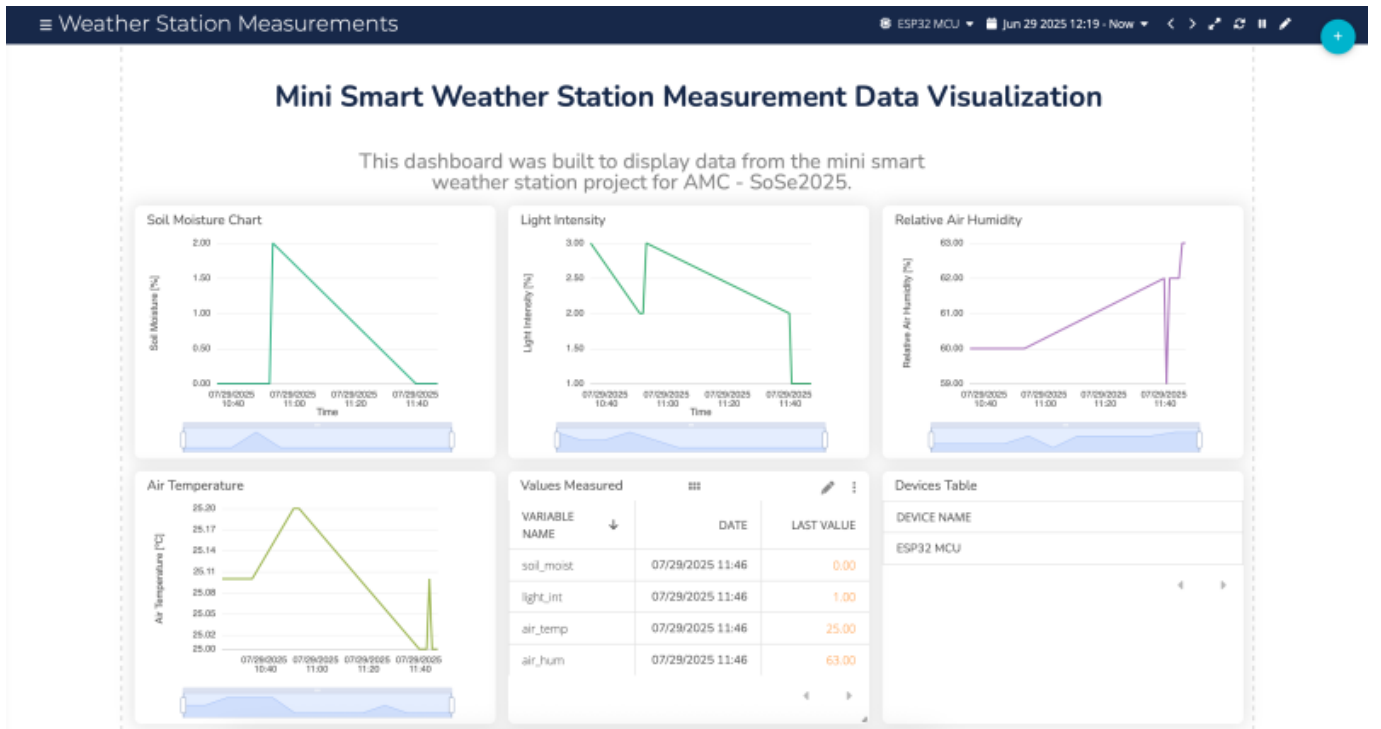 Weather Station Measurements
ESP32 MCU
Jun 29 2025 12:19 - Now
+
Mini Smart Weather Station Measurement Data Visualization
This dashboard was built to display data from the mini smart
weather station project for AMC - SoSe2025.
Soil Moisture Chart
Soil Moisture [%]
2.00
1.50
1.00
0.50
0.00
07/29/2025 07/29/2025 07/29/2025 07/29/2025
10:40 11:00 11:20 11:40
Time
Light Intensity
Light Intensity [%]
3.00
2.50
2.00
1.50
1.00
07/29/2025 07/29/2025 07/29/2025 07/29/2025
10:40 11:00 11:20 11:40
Time
Relative Air Humidity
Relative Air Humidity [%]
63.00
62.00
61.00
60.00
59.00
07/29/2025 07/29/2025 07/29/2025 07/29/2025
10:40 11:00 11:20 11:40
Air Temperature
Air Temperature [ºC]
25.20
25.17
25.14
25.11
25.08
25.05
25.02
25.00
07/29/2025 07/29/2025 07/29/2025 07/29/2025
10:40 11:00 11:20 11:40
Values Measured
VARIABLE
NAME
DATE LAST VALUE
soil_moist 07/29/2025 11:46 0.00
light_int 07/29/2025 11:46 1.00
air_temp 07/29/2025 11:46 25.00
air_hum 07/29/2025 11:46 63.00
Devices Table
DEVICE NAME
ESP32 MCU